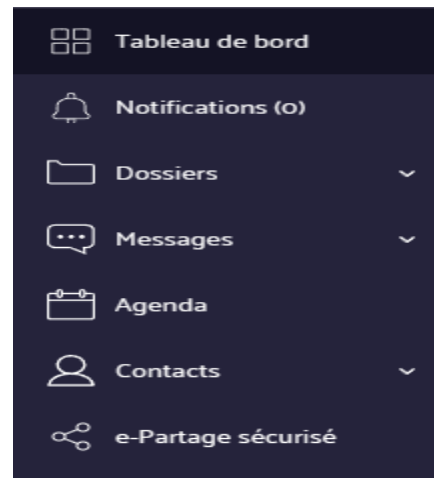 Tableau de bord
Notifications (0)
Dossiers
Messages
Agenda
Contacts
e-Partage sécurisé